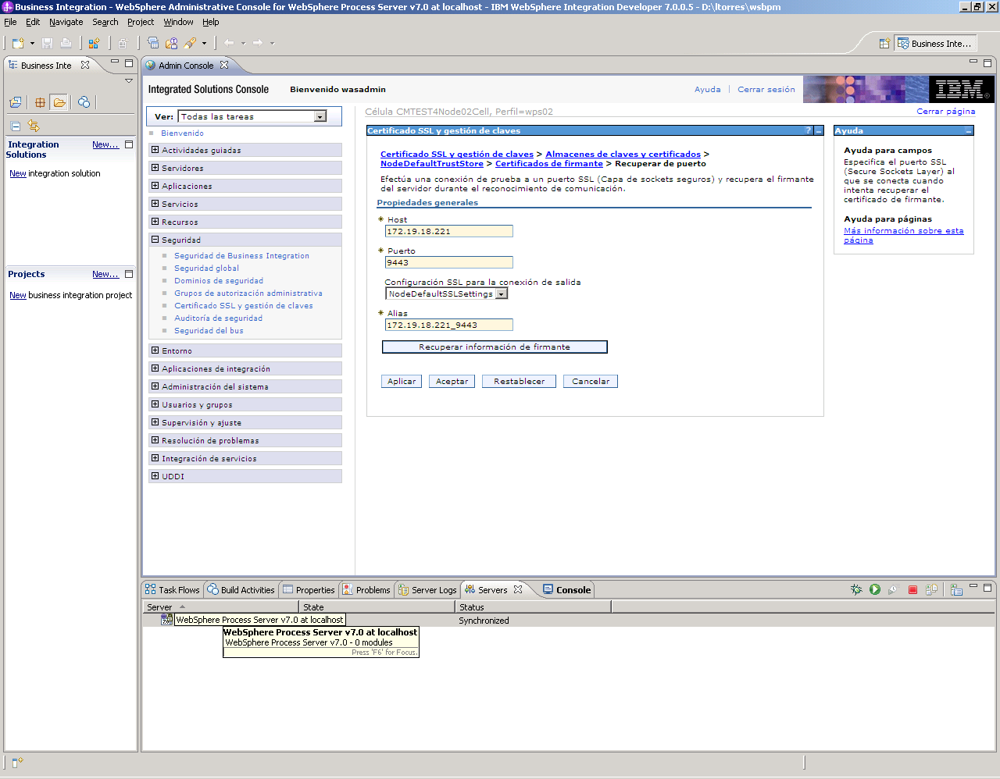 Business Integration - WebSphere Administrative Console for WebSphere Process Server v7.0 at localhost - IBM WebSphere Integration Developer 7.0.0.5 - D:\ltorres\wsbpm
File Edit Navigate Search Project Run Window Help
Business Inte...
Business Inte
Admin Console
Integrated Solutions Console
Bienvenido wasadmin
Ayuda
Cerrar sesión
IBM
Integration Solutions
New...
New integration solution
Projects
New...
New business integration project
Ver: Todas las tareas
Bienvenido
Actividades guiadas
Servidores
Aplicaciones
Servicios
Recursos
Seguridad
Seguridad de Business Integration
Seguridad global
Dominios de seguridad
Grupos de autorización administrativa
Certificado SSL y gestión de claves
Auditoría de seguridad
Seguridad del bus
Entorno
Aplicaciones de integración
Administración del sistema
Usuarios y grupos
Supervisión y ajuste
Resolución de problemas
Integración de servicios
UDDI
Célula CMTEST4Node02Cell, Perfil=wps02
Cerrar página
Certificado SSL y gestión de claves
?
Certificado SSL y gestión de claves > Almacenes de claves y certificados >
NodeDefaultTrustStore > Certificados de firmante > Recuperar de puerto
Efectúa una conexión de prueba a un puerto SSL (Capa de sockets seguros) y recupera el firmante
del servidor durante el reconocimiento de comunicación.
Propiedades generales
* Host
172.19.18.221
* Puerto
9443
Configuración SSL para la conexión de salida
NodeDefaultSSLSettings
* Alias
172.19.18.221_9443
Recuperar información de firmante
Aplicar Aceptar Restablecer Cancelar
Ayuda
Ayuda para campos
Especifica el puerto SSL
(Secure Sockets Layer) al
que se conecta cuando
intenta recuperar el
certificado de firmante.
Ayuda para páginas
Más información sobre esta
página
Task Flows Build Activities Properties Problems Server Logs Servers Console
Server State Status
WebSphere Process Server v7.0 at localhost Synchronized
WebSphere Process Server v7.0 at localhost
WebSphere Process Server v7.0 - 0 modules
Press 'F6' for Focus.